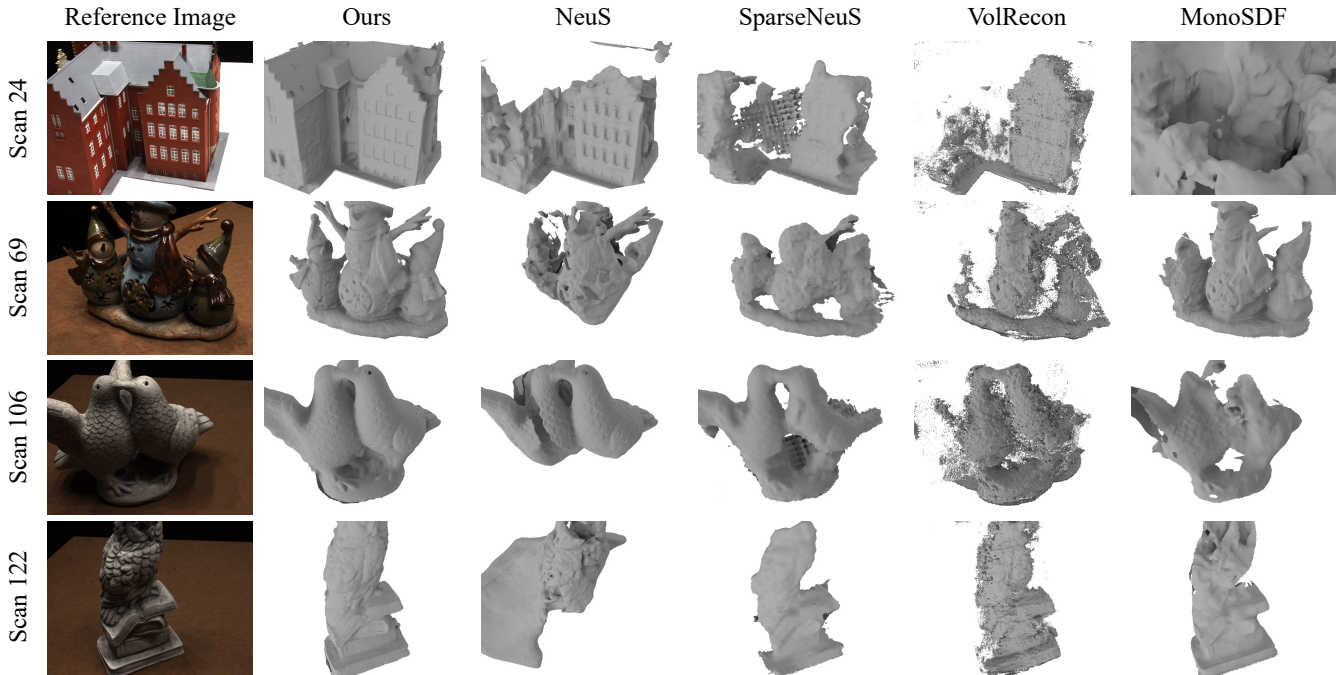 Reference Image Ours NeuS SparseNeuS VolRecon MonoSDF
Scan 24
Scan 69
Scan 106
Scan 122